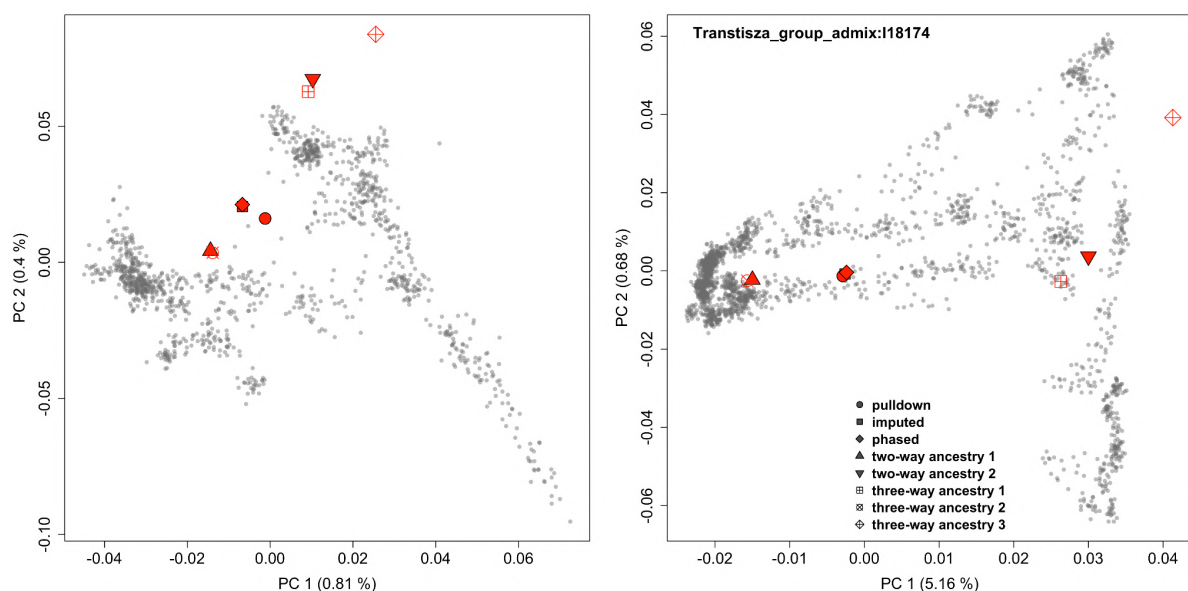 0.05
0.00
-0.05
-0.10
PC 2 (0.4 %)
-0.04 -0.02 0.00 0.02 0.04 0.06
PC 1 (0.81 %)
Transtisza_group_admix:I18174
0.06
0.04
0.02
0.00
-0.02
-0.04
-0.06
PC 2 (0.68 %)
pulldown
imputed
phased
two-way ancestry 1
two-way ancestry 2
three-way ancestry 1
three-way ancestry 2
three-way ancestry 3
-0.02 -0.01 0.00 0.01 0.02 0.03 0.04
PC 1 (5.16 %)